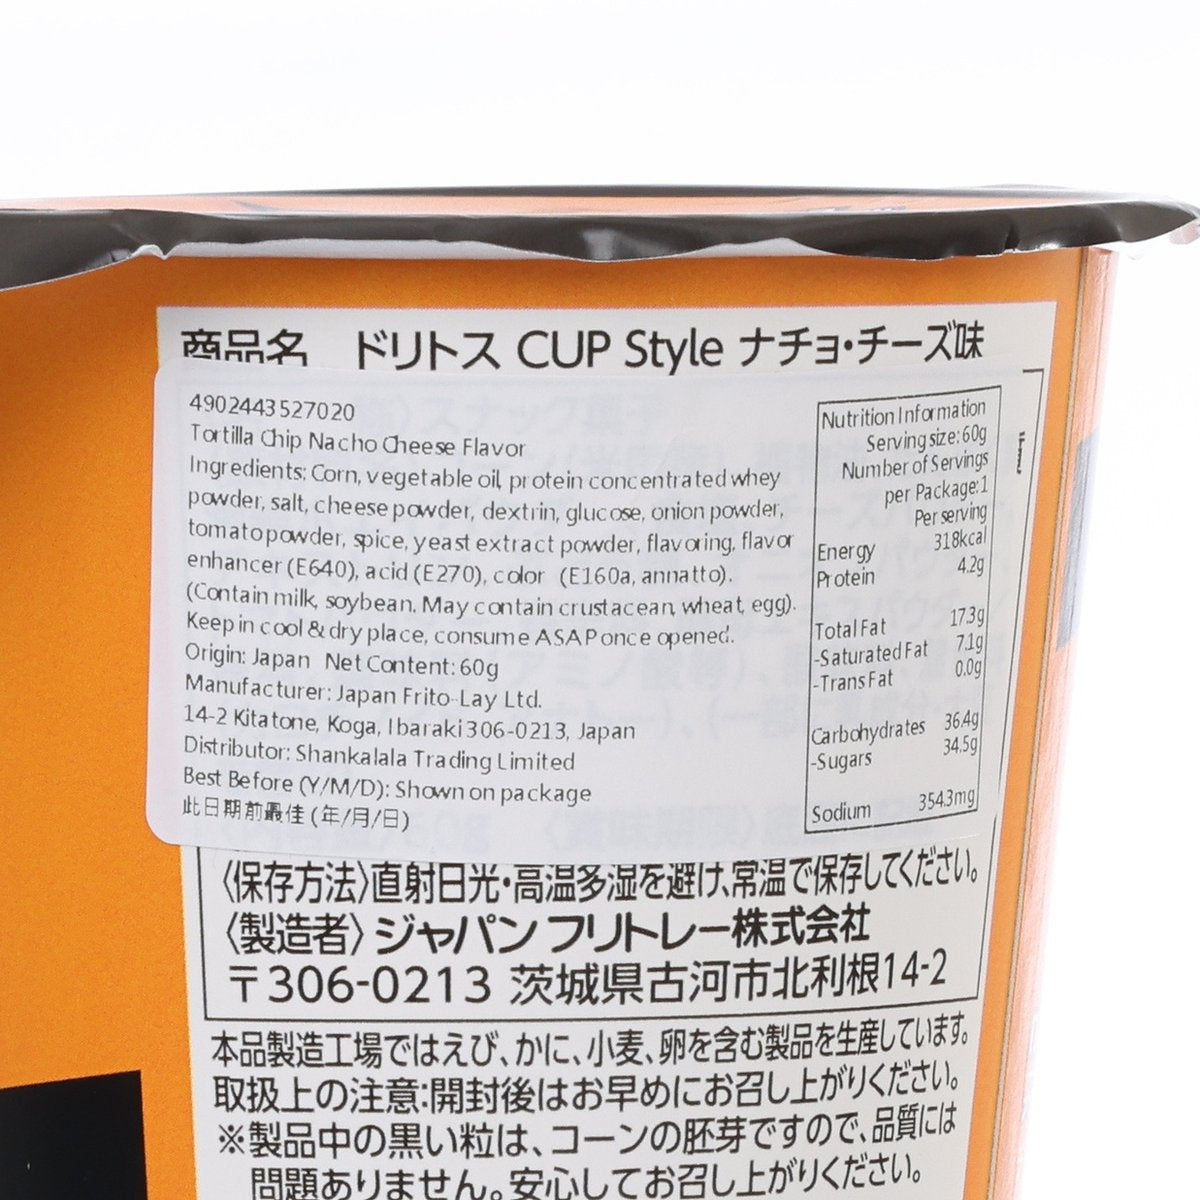 商品名 ドリトス CUP Style ナチョ・チーズ味
4902443527020
Tortilla Chip Nacho Cheese Flavor
Ingredients: Corn, vegetable oil, protein concentrated whey
powder, salt, cheese powder, dextrin, glucose, onion powder,
tomato powder, spice, yeast extract powder, flavoring, flavor
enhancer (E640), acid (E270), color (E160a, annatto).
(Contain milk, soybean. May contain crustacean, wheat, egg).
Keep in cool & dry place, consume ASAP once opened.
Origin: Japan Net Content: 60g
Manufacturer: Japan Frito-Lay Ltd.
14-2 Kitatone, Koga, Ibaraki 306-0213, Japan
Distributor: Shankalala Trading Limited
Best Before (Y/M/D): Shown on package
此日期前最佳 (年/月/日)
Nutrition Information
Serving size: 60g
Number of Servings
per Package:1
Per serving
Energy 318kcal
Protein 4.2g
Total Fat 17.3g
-Saturated Fat 7.1g
-Trans Fat 0.0g
Carbohydrates 36.4g
-Sugars 34.5g
Sodium 354.3mg
〈保存方法〉直射日光・高温多湿を避け、常温で保存してください。
〈製造者〉ジャパンフリトレー株式会社
〒306-0213 茨城県古河市北利根14-2
本品製造工場ではえび、かに、小麦、卵を含む製品を生産しています。
取扱上の注意:開封後はお早めにお召し上がりください。
※製品中の黒い粒は、コーンの胚芽ですので、品質には
問題ありません。安心してお召し上がりください。